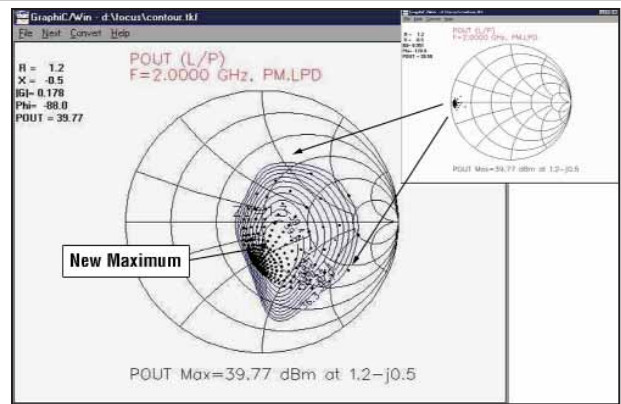 GraphiC/Win - d:\focus\contour.tkf
File Next Convert Help
R = 1.2
X = -0.5
|G|= 0.178
Phi= -88.0
POUT = 39.77
POUT (L/P)
F=2.0000 GHz, PM.LPD
New Maximum
POUT Max=39.77 dBm at 1.2-j0.5
POUT (L/P)
F=2.0000 GHz, PM.LPD
POUT Max=39.77 dBm at 1.2-j0.5